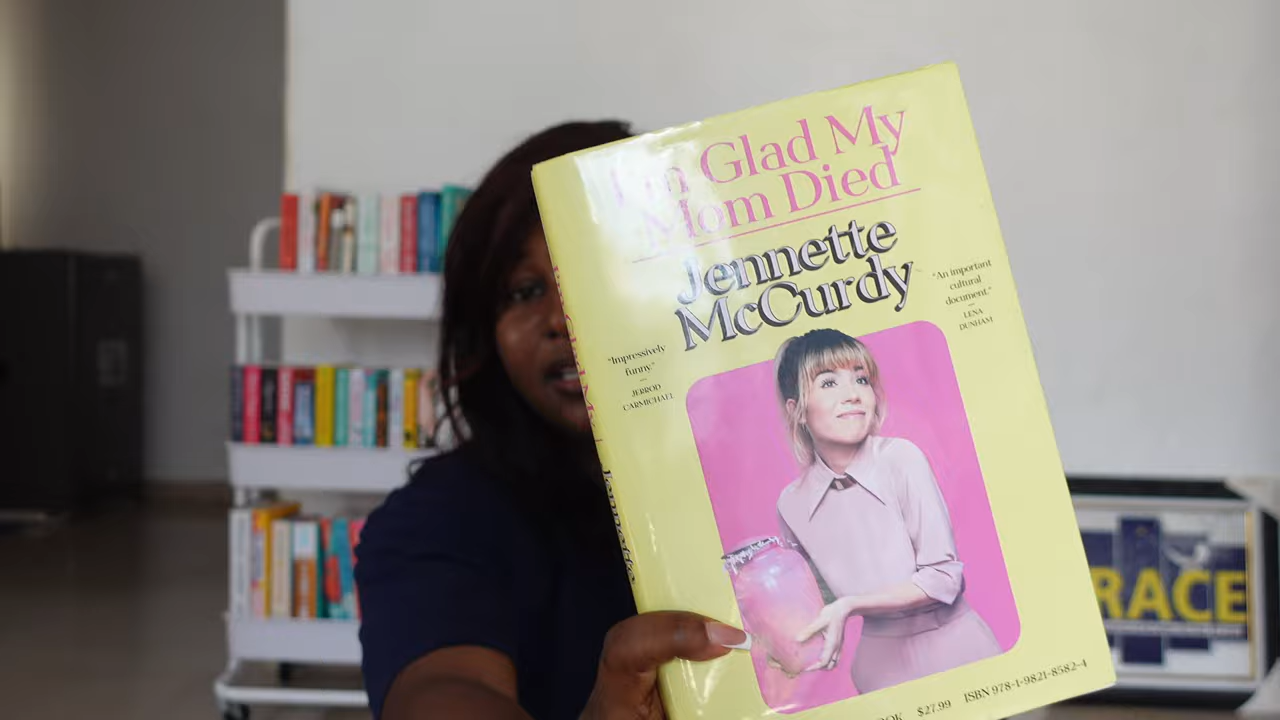 I'm Glad My
Mom Died
Jennette
McCurdy
"An important
cultural
document."
—
LENA
DUNHAM
"Impressively
funny."
—
JERROD
CARMICHAEL
$27.99 ISBN 978-1-9821-8582-4
Jennette
RACE